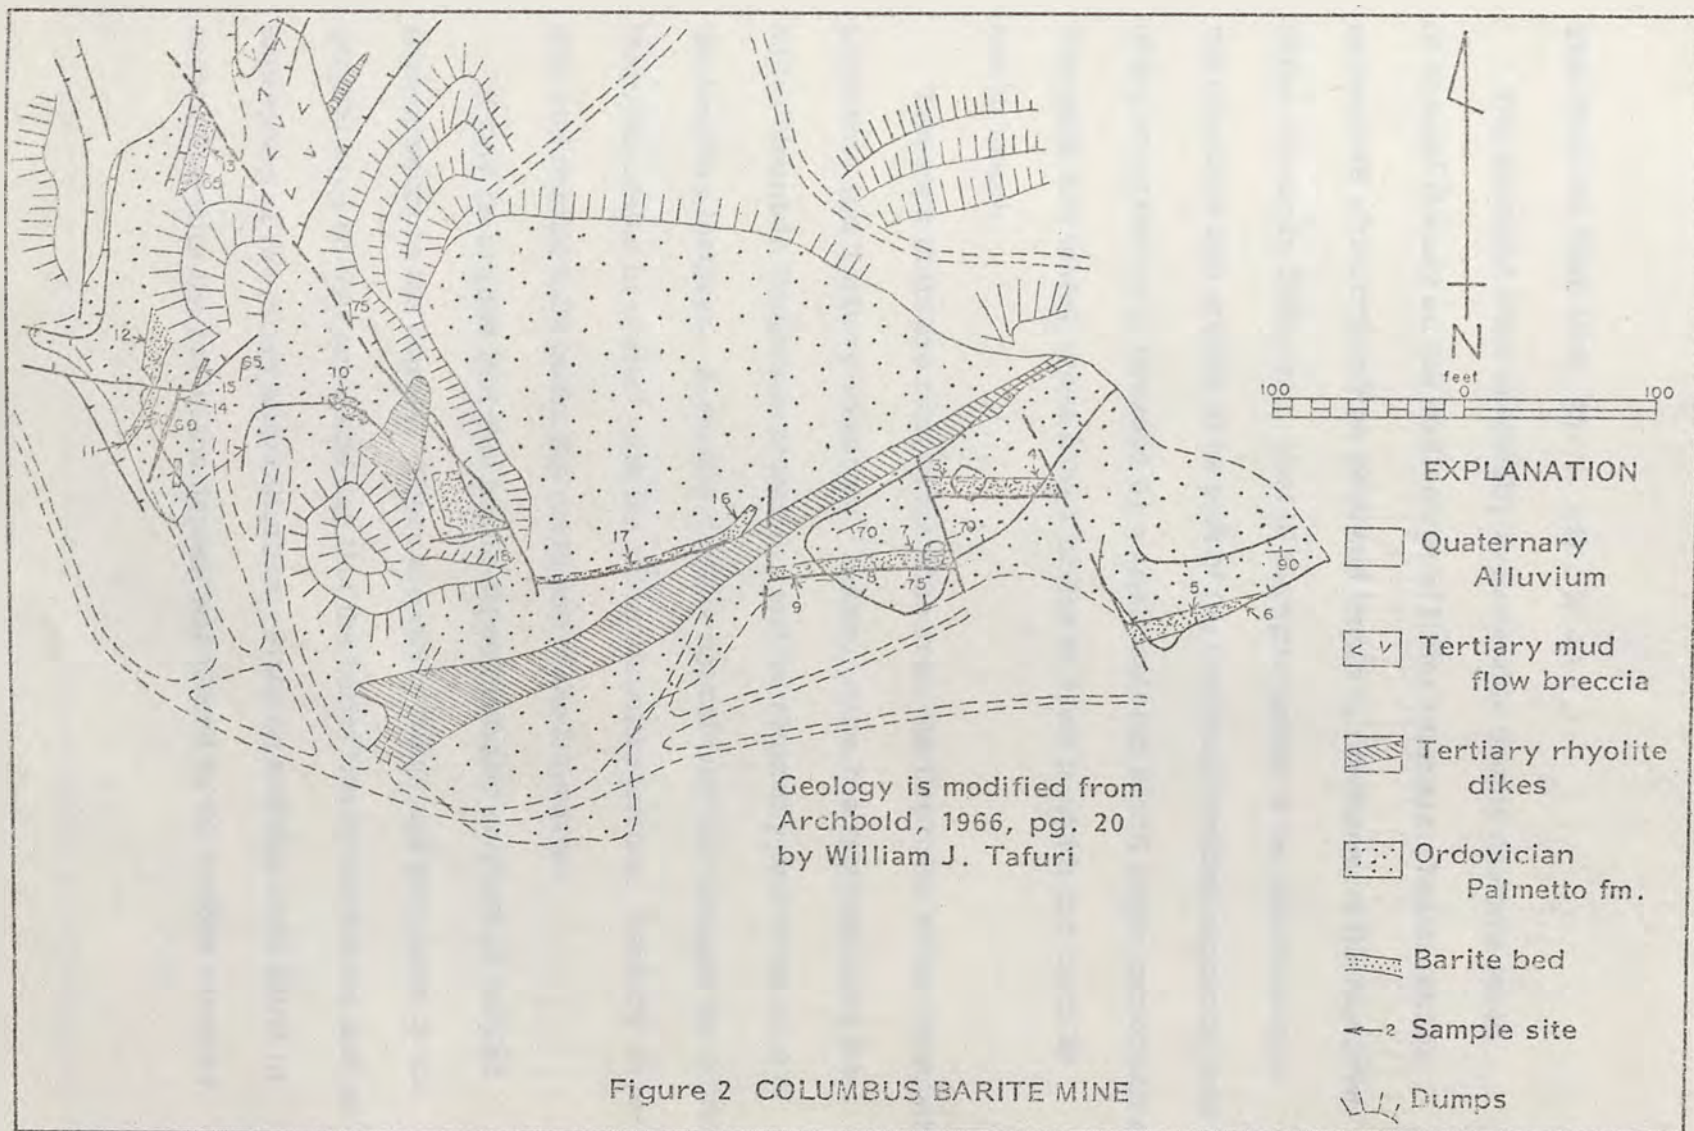 13
65
175
12
65
15
10
14
60
11
18
16
17
3
4
70
7
70
8
75
9
5
6
90
N
feet
100 0 100
EXPLANATION
Quaternary
Alluvium
Tertiary mud
flow breccia
Tertiary rhyolite
dikes
Ordovician
Palmetto fm.
Barite bed
2 Sample site
Dumps
Geology is modified from
Archbold, 1966, pg. 20
by William J. Tafuri
Figure 2 COLUMBUS BARITE MINE